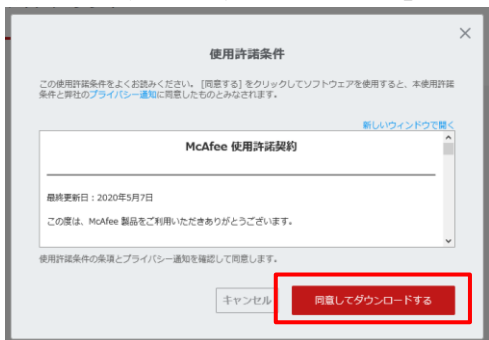 使用許諾条件
この使用許諾条件をよくお読みください。[同意する] をクリックしてソフトウェアを使用すると、本使用許諾
条件と弊社のプライバシー通知に同意したものとみなされます。
新しいウィンドウで開く
McAfee 使用許諾契約
最終更新日：2020年5月7日
この度は、McAfee 製品をご利用いただきありがとうございます。
使用許諾条件の条項とプライバシー通知を確認して同意します。
キャンセル
同意してダウンロードする